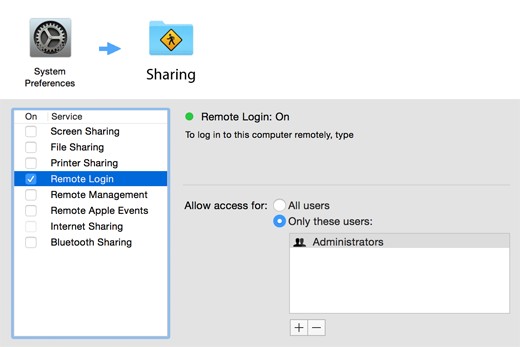 System
Preferences
Sharing
On Service
Screen Sharing
File Sharing
Printer Sharing
Remote Login
Remote Management
Remote Apple Events
Internet Sharing
Bluetooth Sharing
Remote Login: On
To log in to this computer remotely, type
Allow access for: All users
Only these users:
Administrators